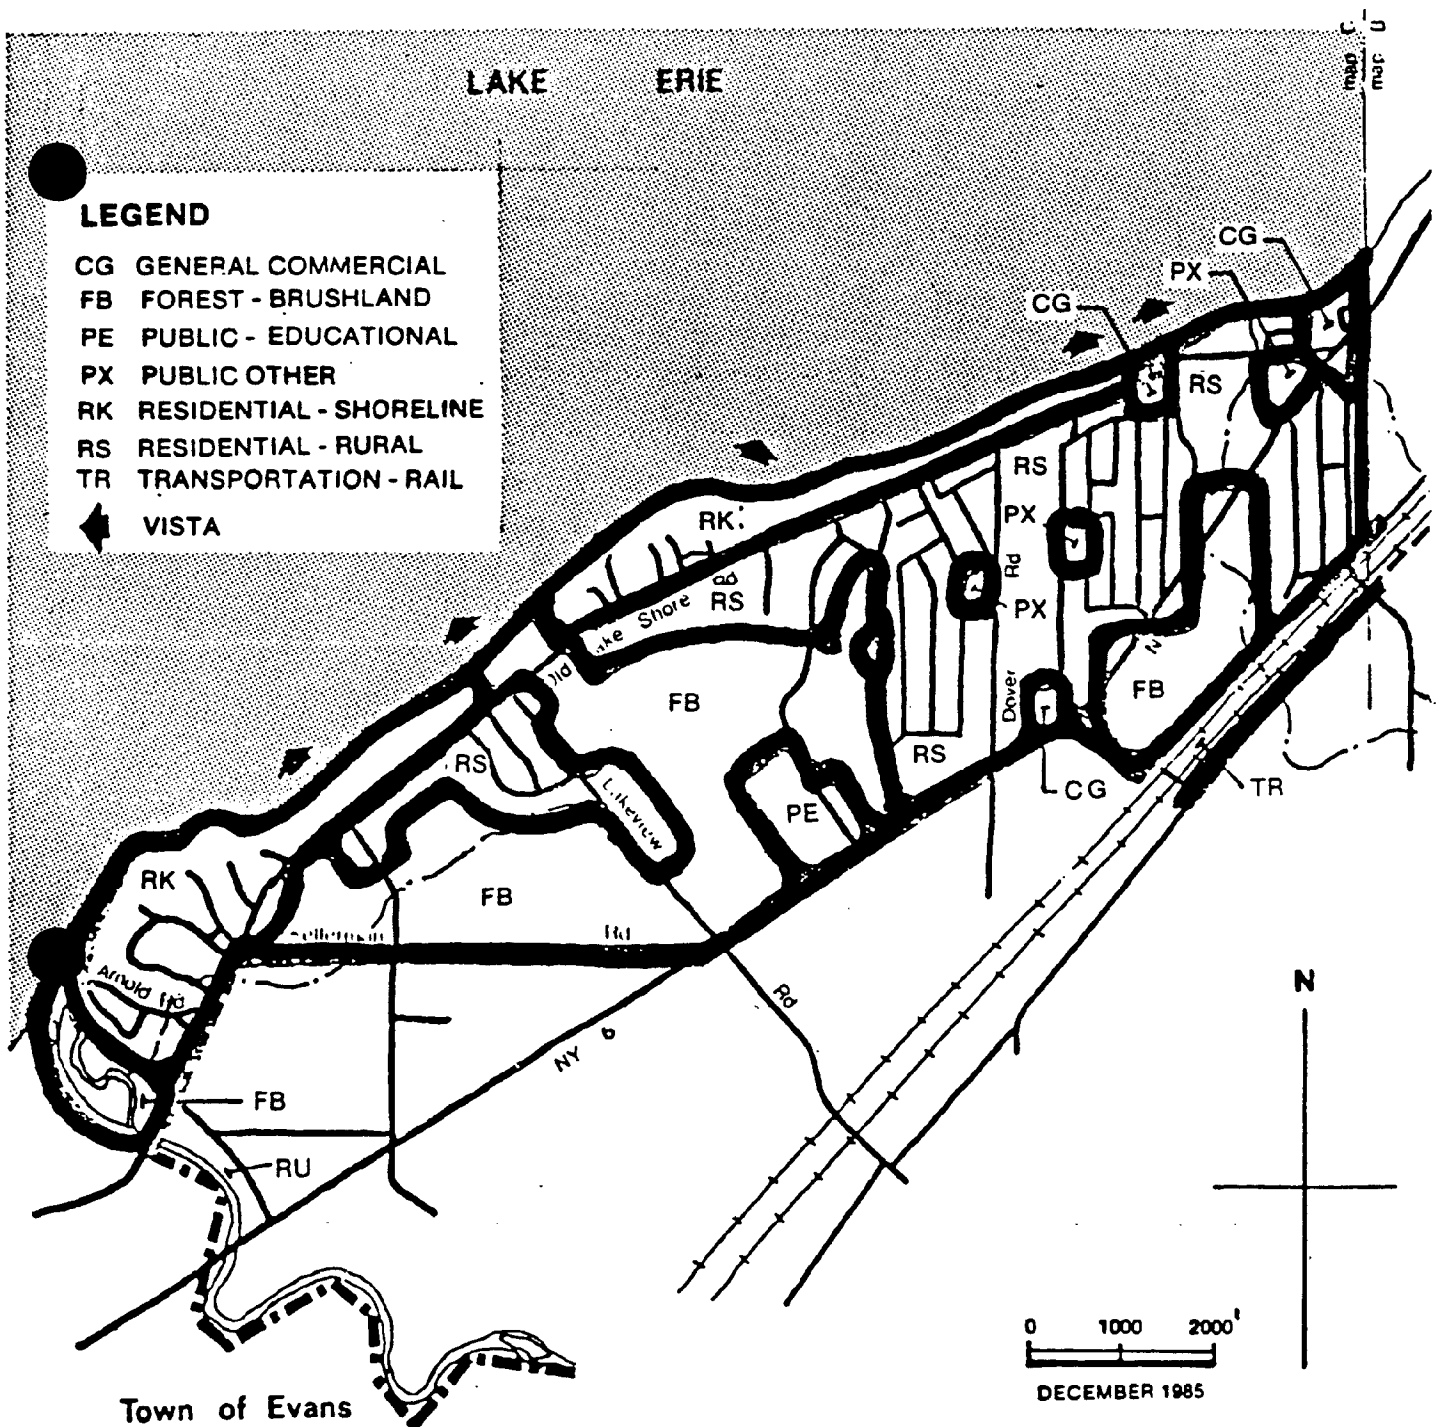 LAKE ERIE
map
map
LEGEND
CG GENERAL COMMERCIAL
FB FOREST - BRUSHLAND
PE PUBLIC - EDUCATIONAL
PX PUBLIC OTHER
RK RESIDENTIAL - SHORELINE
RS RESIDENTIAL - RURAL
TR TRANSPORTATION - RAIL
VISTA
CG
PX
CG
RS
RS
RK
PX
Rd
RS
Shore
PX
FB
Dover
FB
RS
RS
CG
TR
PE
Lakeview
RK
FB
Rd
Arnold Rd
Rd
N
NY
FB
RU
0 1000 2000'
DECEMBER 1985
Town of Evans